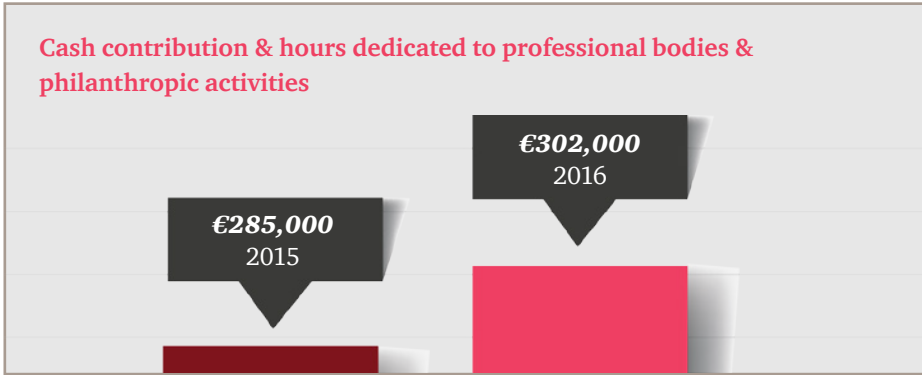 Cash contribution & hours dedicated to professional bodies &
philanthropic activities
€302,000
2016
€285,000
2015